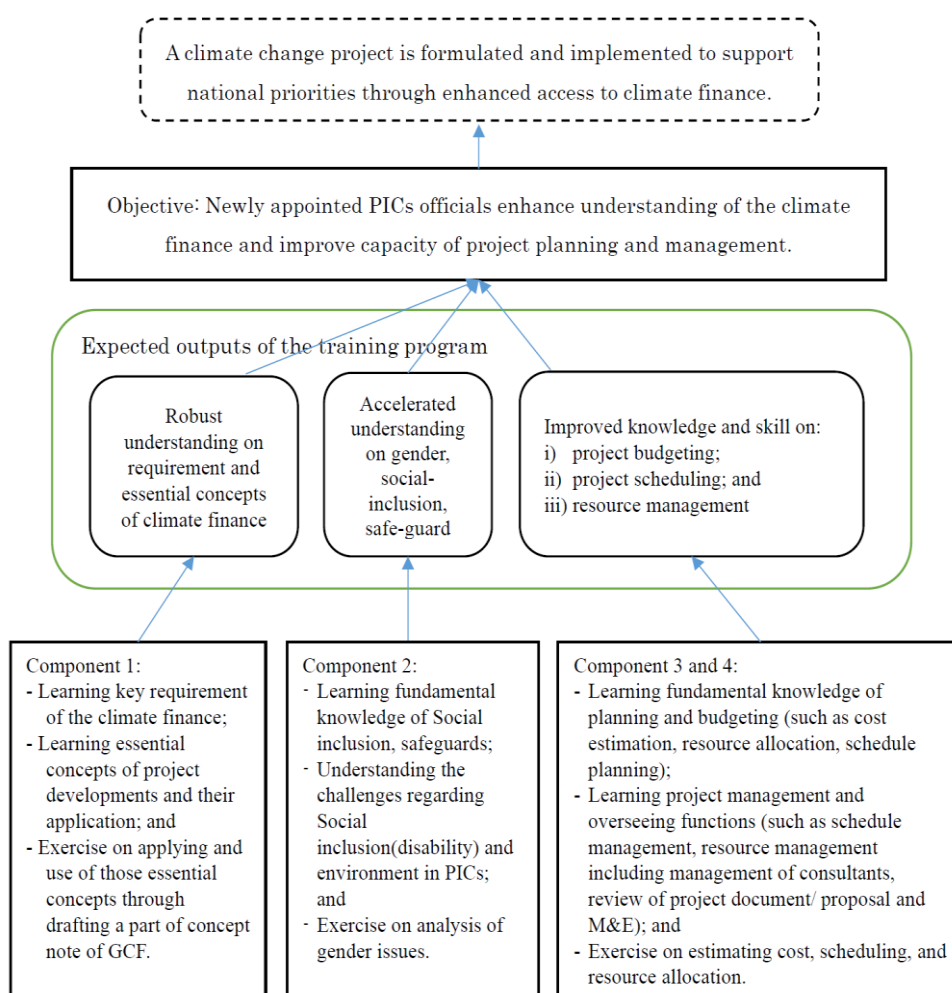 A climate change project is formulated and implemented to support
national priorities through enhanced access to climate finance.
Objective: Newly appointed PICs officials enhance understanding of the climate
finance and improve capacity of project planning and management.
Expected outputs of the training program
Robust
understanding on
requirement and
essential concepts
of climate finance
Accelerated
understanding
on gender,
social-
inclusion,
safe-guard
Improved knowledge and skill on:
i) project budgeting;
ii) project scheduling; and
iii) resource management
Component 1:
- Learning key requirement
of the climate finance;
- Learning essential
concepts of project
developments and their
application; and
- Exercise on applying and
use of those essential
concepts through
drafting a part of concept
note of GCF.
Component 2:
- Learning fundamental
knowledge of Social
inclusion, safeguards;
- Understanding the
challenges regarding
Social
inclusion(disability) and
environment in PICs;
and
- Exercise on analysis of
gender issues.
Component 3 and 4:
- Learning fundamental knowledge of
planning and budgeting (such as cost
estimation, resource allocation, schedule
planning);
- Learning project management and
overseeing functions (such as schedule
management, resource management
including management of consultants,
review of project document/ proposal and
M&E); and
- Exercise on estimating cost, scheduling, and
resource allocation.